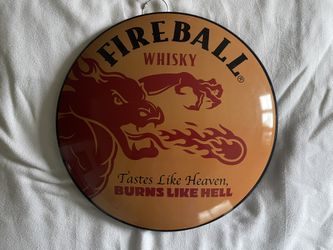 FIREBALL®
WHISKY
Tastes Like Heaven,
BURNS LIKE HELL